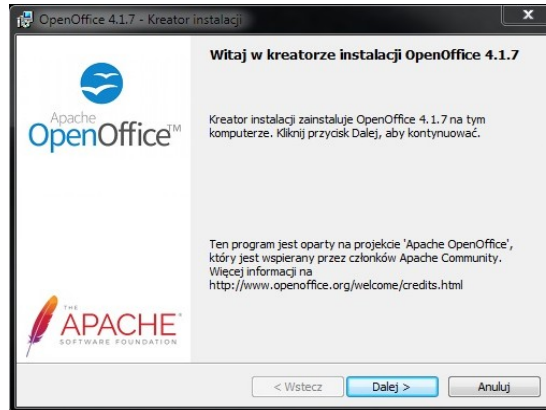 OpenOffice 4.1.7 - Kreator instalacji
x
Witaj w kreatorze instalacji OpenOffice 4.1.7
Apache
OpenOffice™
Kreator instalacji zainstaluje OpenOffice 4.1.7 na tym
komputerze. Kliknij przycisk Dalej, aby kontynuować.
Ten program jest oparty na projekcie 'Apache OpenOffice',
który jest wspierany przez członków Apache Community.
Więcej informacji na
http://www.openoffice.org/welcome/credits.html
THE
APACHE
SOFTWARE FOUNDATION
< Wstecz
Dalej >
Anuluj